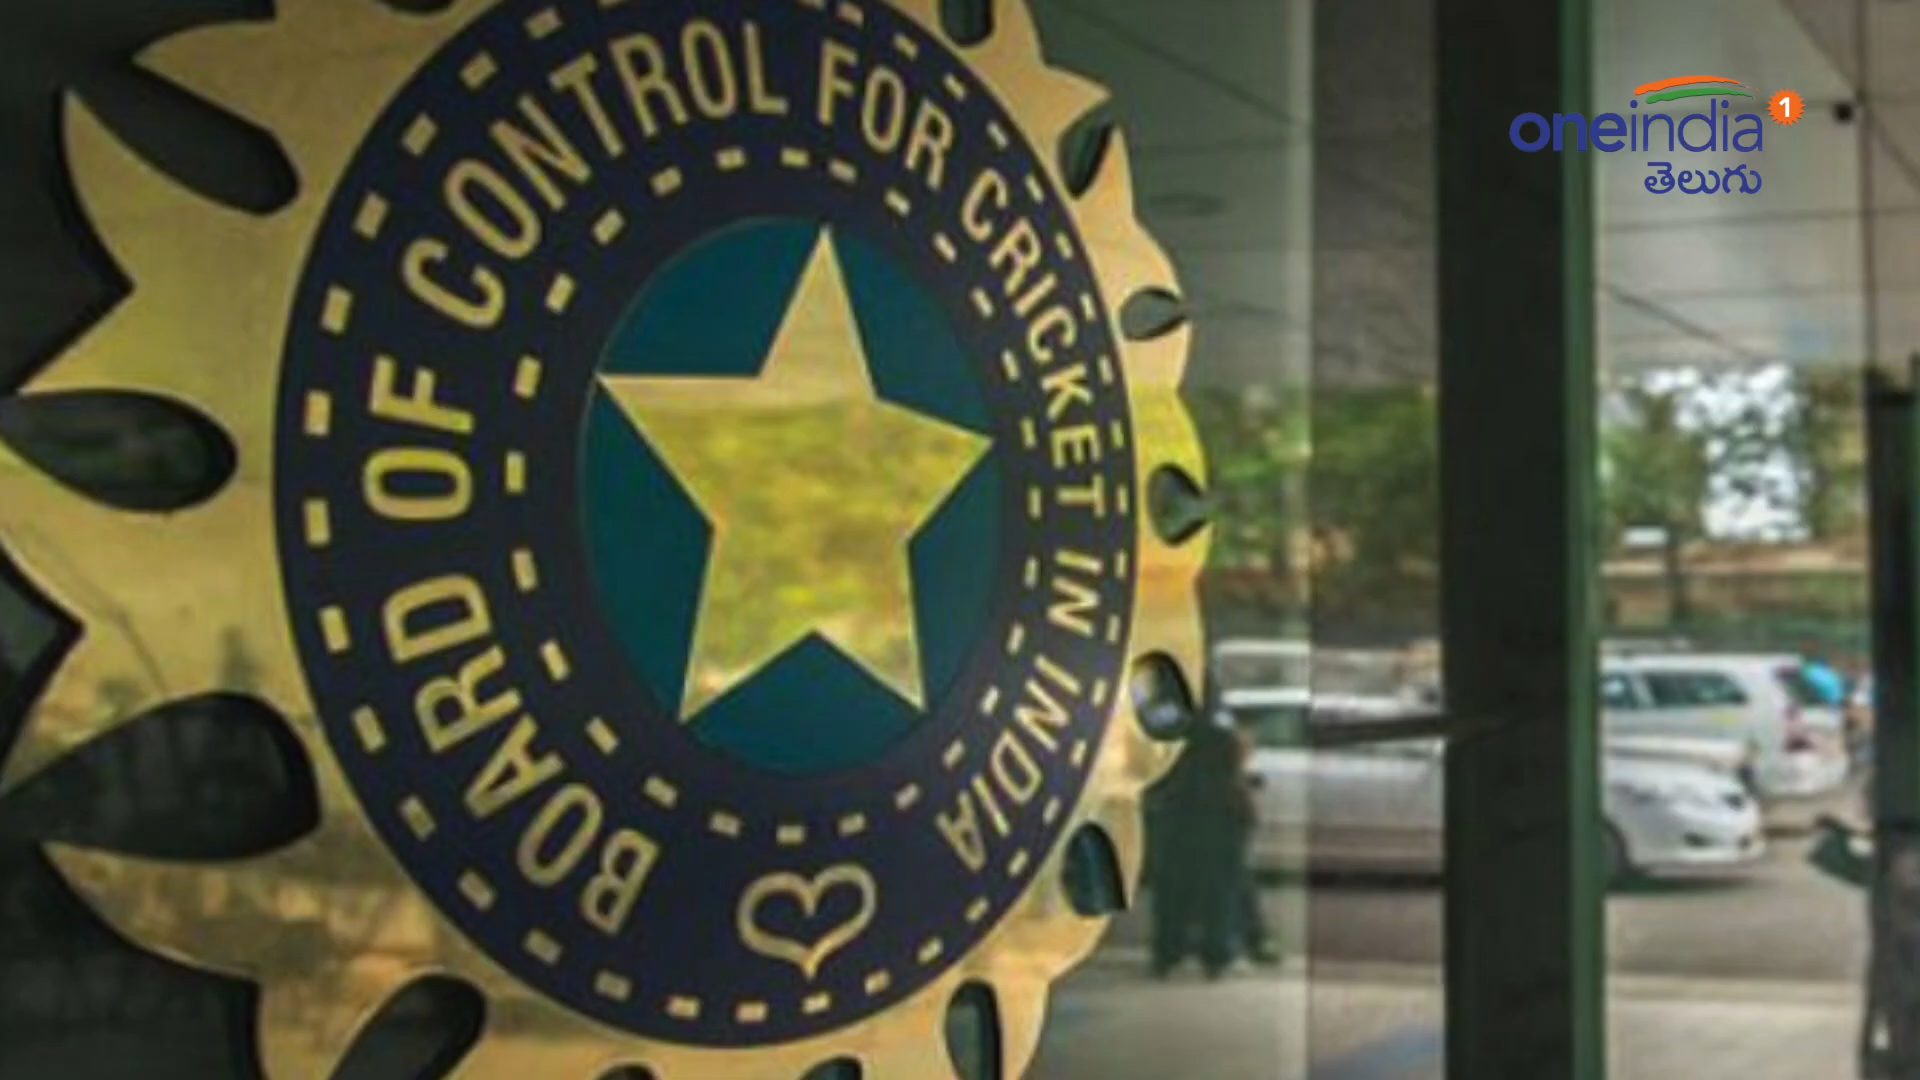 BOARD OF CONTROL FOR CRICKET IN INDIA
oneindia
1
తెలుగు